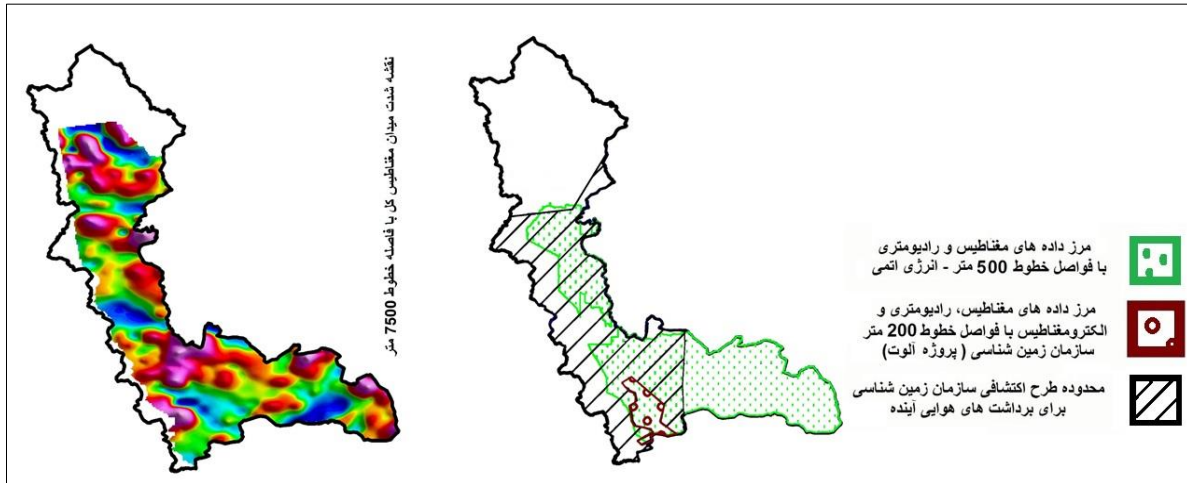 نقشه شدت میدان مغناطیس کل با فاصله خطوط 7500 متر
مرز داده های مغناطیس و رادیومتری
با فواصل خطوط 500 متر - انرژی اتمی
مرز داده های مغناطیس، رادیومتری و
الکترومغناطیس با فواصل خطوط 200 متر
سازمان زمین شناسی ( پروژه آلوت)
محدوده طرح اکتشافی سازمان زمین شناسی
برای برداشت های هوایی آینده